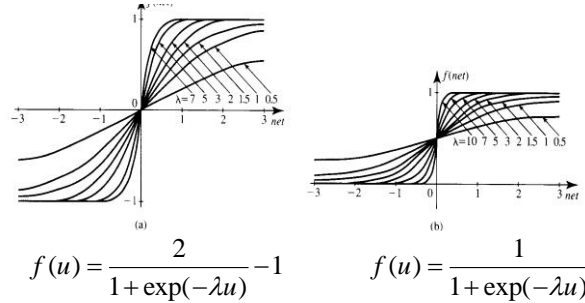 f(net)
1
0
λ=7 5 3 2 1.5 1 0.5
−3 −2 −1 1 2 3 net
−1
(a)
f(u) = 2 / (1 + exp(−λu)) − 1
f(net)
1
λ=10 7 5 3 2 1.5 1 0.5
−3 −2 −1 0 1 2 3 net
(b)
f(u) = 1 / (1 + exp(−λu))